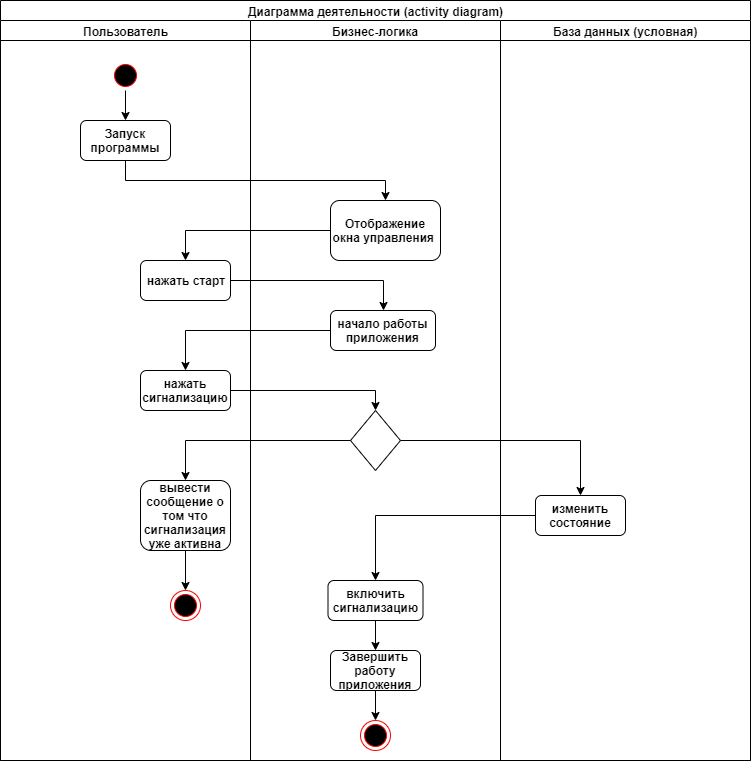 Диаграмма деятельности (activity diagram)
Пользователь
Бизнес-логика
База данных (условная)
Запуск
программы
Отображение
окна управления
нажать старт
начало работы
приложения
нажать
сигнализацию
вывести
сообщение о
том что
сигнализация
уже активна
изменить
состояние
включить
сигнализацию
Завершить
работу
приложения